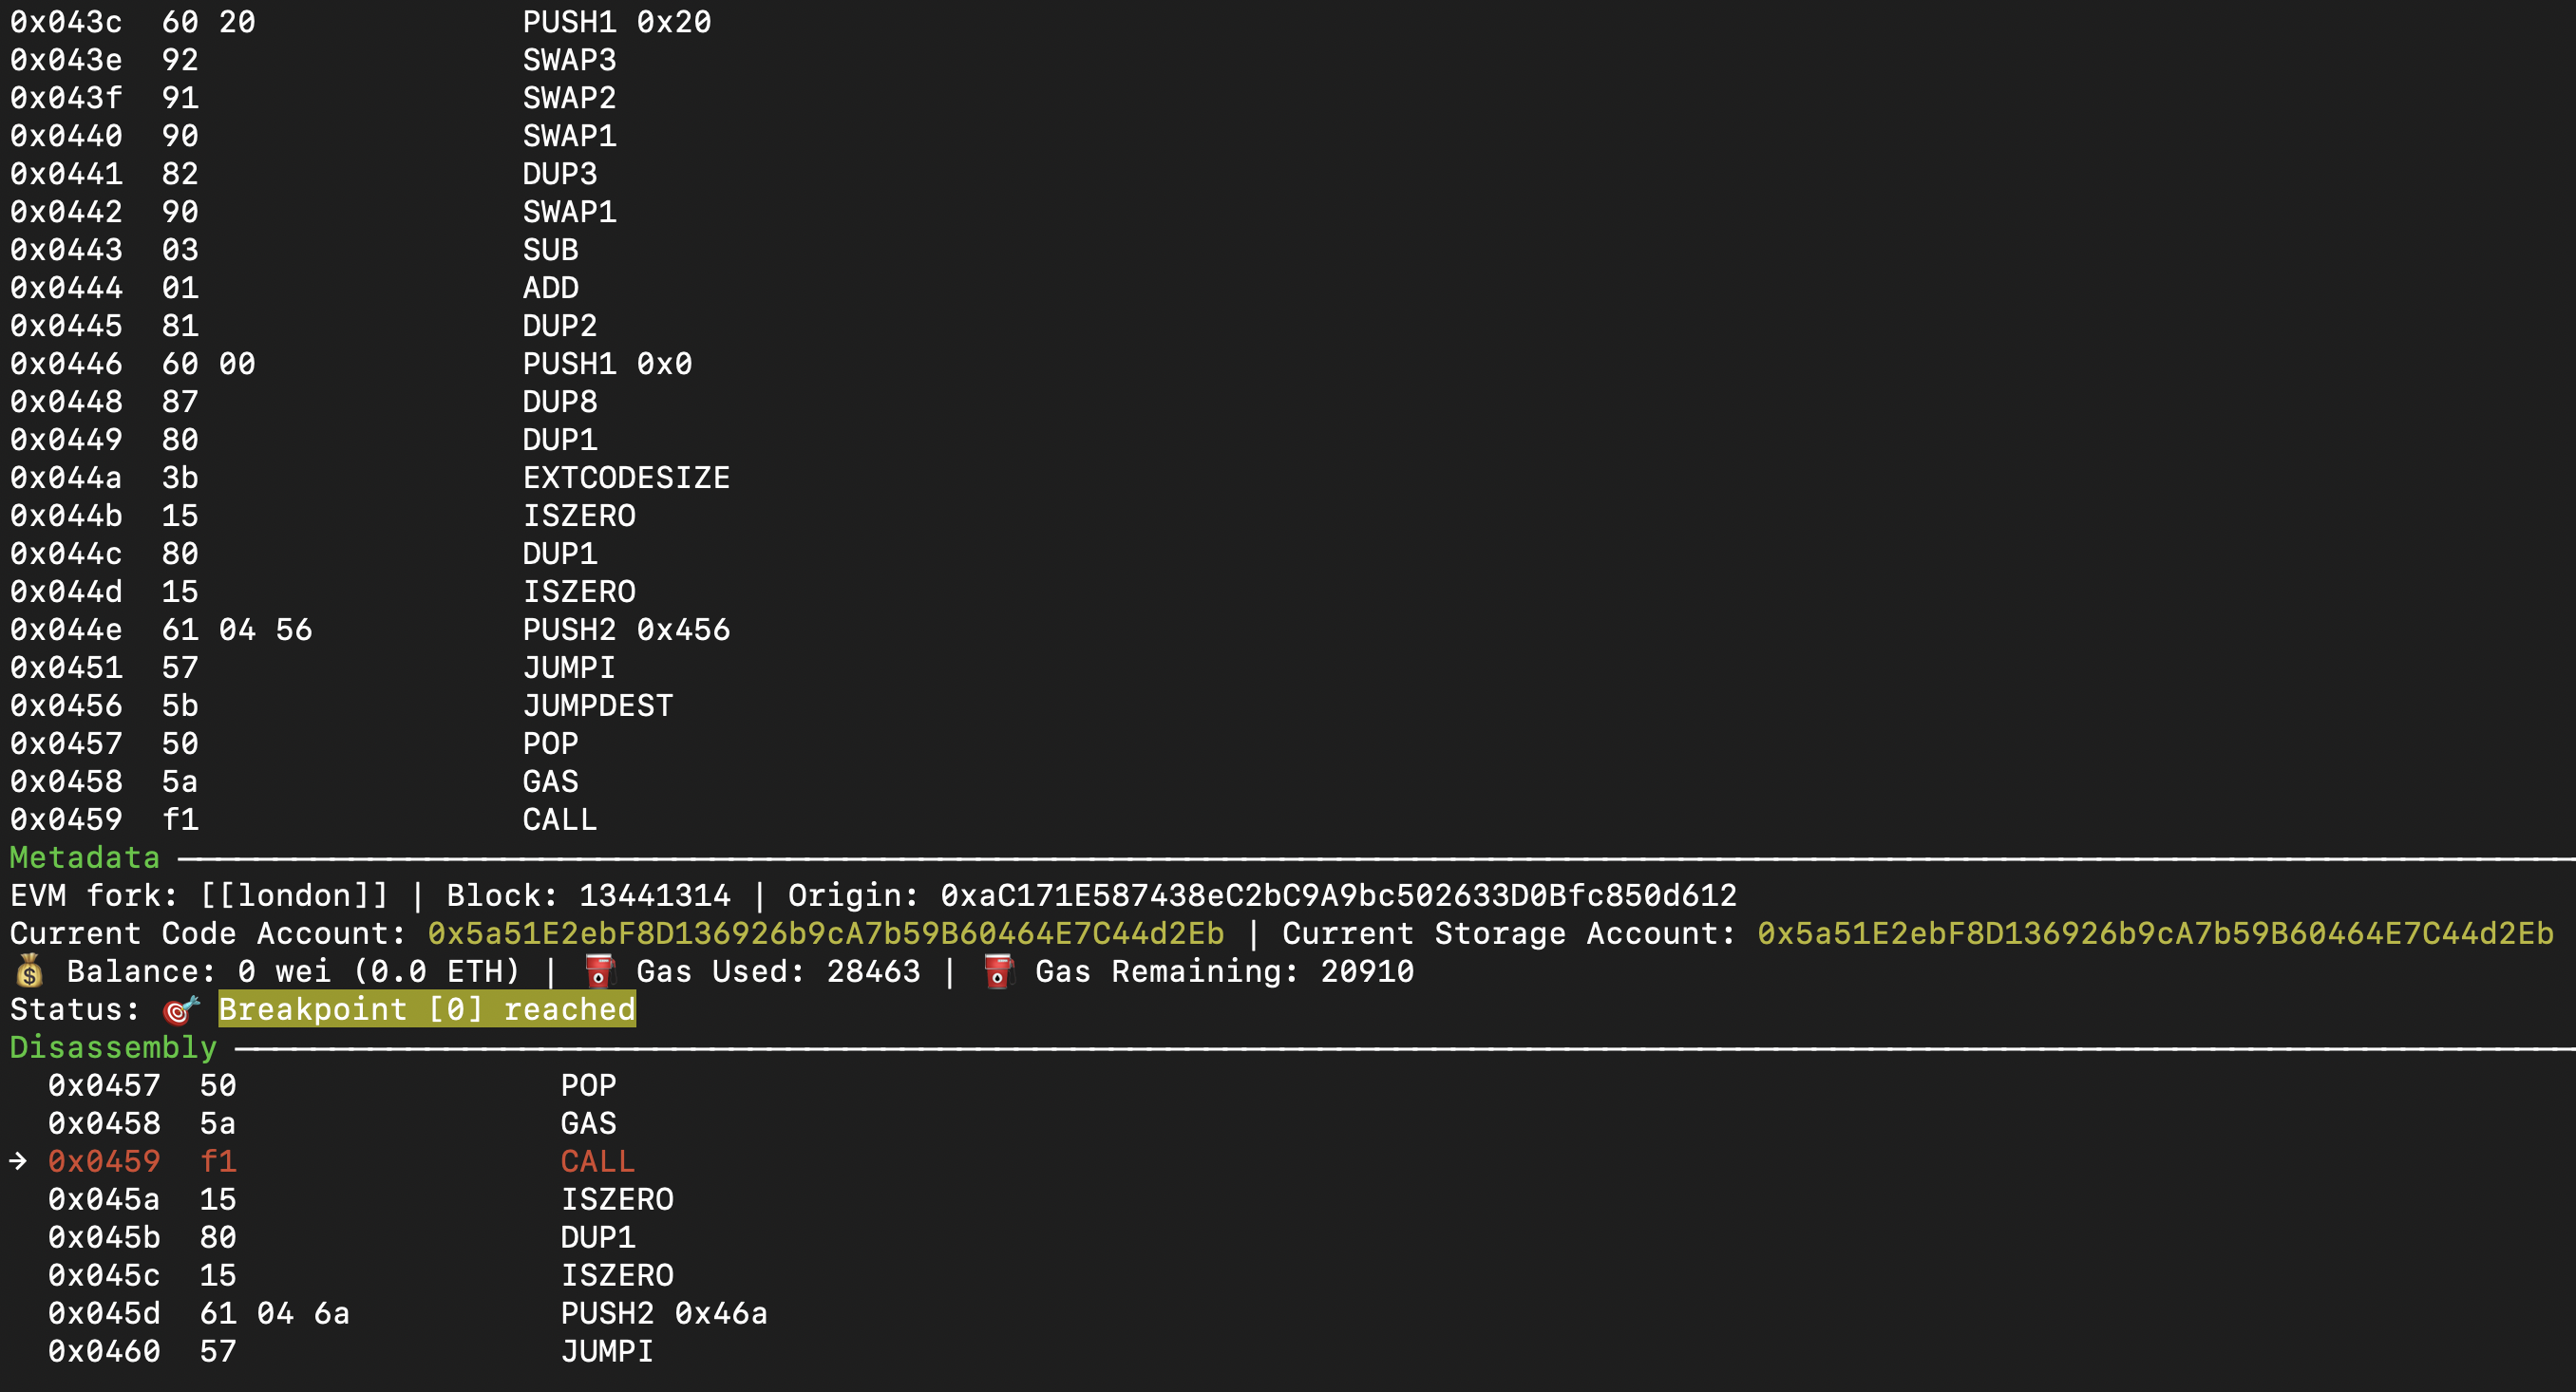 0x043c  60 20              PUSH1 0x20
0x043e  92                 SWAP3
0x043f  91                 SWAP2
0x0440  90                 SWAP1
0x0441  82                 DUP3
0x0442  90                 SWAP1
0x0443  03                 SUB
0x0444  01                 ADD
0x0445  81                 DUP2
0x0446  60 00              PUSH1 0x0
0x0448  87                 DUP8
0x0449  80                 DUP1
0x044a  3b                 EXTCODESIZE
0x044b  15                 ISZERO
0x044c  80                 DUP1
0x044d  15                 ISZERO
0x044e  61 04 56           PUSH2 0x456
0x0451  57                 JUMPI
0x0456  5b                 JUMPDEST
0x0457  50                 POP
0x0458  5a                 GAS
0x0459  f1                 CALL
Metadata
EVM fork: [[london]] | Block: 13441314 | Origin: 0xaC171E587438eC2bC9A9bc502633D0Bfc850d612
Current Code Account: 0x5a51E2ebF8D136926b9cA7b59B60464E7C44d2Eb | Current Storage Account: 0x5a51E2ebF8D136926b9cA7b59B60464E7C44d2Eb
💰 Balance: 0 wei (0.0 ETH) | ⛽ Gas Used: 28463 | ⛽ Gas Remaining: 20910
Status: 🎯 Breakpoint [0] reached
Disassembly
  0x0457  50                 POP
  0x0458  5a                 GAS
→ 0x0459  f1                 CALL
  0x045a  15                 ISZERO
  0x045b  80                 DUP1
  0x045c  15                 ISZERO
  0x045d  61 04 6a           PUSH2 0x46a
  0x0460  57                 JUMPI